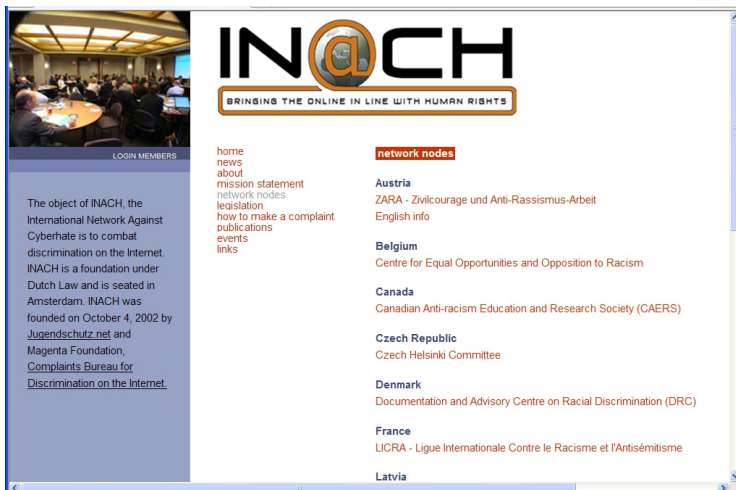 IN@CH
BRINGING THE ONLINE IN LINE WITH HUMAN RIGHTS
LOGIN MEMBERS
The object of INACH, the
International Network Against
Cyberhate is to combat
discrimination on the Internet.
INACH is a foundation under
Dutch Law and is seated in
Amsterdam. INACH was
founded on October 4, 2002 by
Jugendschutz.net and
Magenta Foundation,
Complaints Bureau for
Discrimination on the Internet.
home
news
about
mission statement
network nodes
legislation
how to make a complaint
publications
events
links
network nodes
Austria
ZARA - Zivilcourage und Anti-Rassismus-Arbeit
English info
Belgium
Centre for Equal Opportunities and Opposition to Racism
Canada
Canadian Anti-racism Education and Research Society (CAERS)
Czech Republic
Czech Helsinki Committee
Denmark
Documentation and Advisory Centre on Racial Discrimination (DRC)
France
LICRA - Ligue Internationale Contre le Racisme et l'Antisémitisme
Latvia